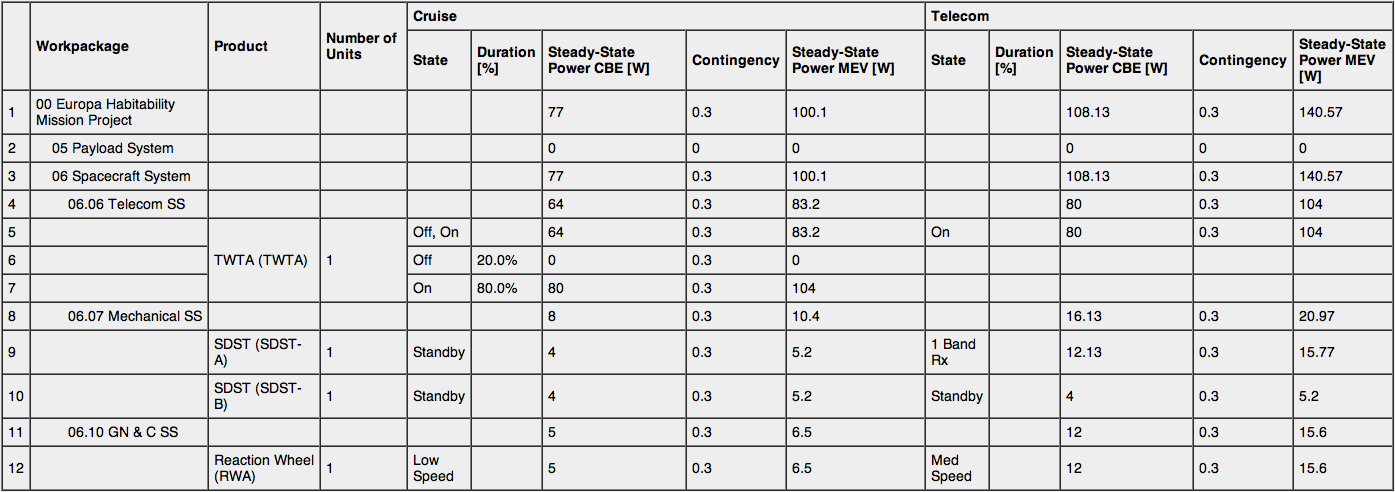 Cruise Telecom
Workpackage Product Number of Units State Duration [%] Steady-State Power CBE [W] Contingency Steady-State Power MEV [W] State Duration [%] Steady-State Power CBE [W] Contingency Steady-State Power MEV [W]
1 00 Europa Habitability Mission Project 77 0.3 100.1 108.13 0.3 140.57
2 05 Payload System 0 0 0 0 0 0
3 06 Spacecraft System 77 0.3 100.1 108.13 0.3 140.57
4 06.06 Telecom SS 64 0.3 83.2 80 0.3 104
5 TWTA (TWTA) 1 Off, On 64 0.3 83.2 On 80 0.3 104
6 Off 20.0% 0 0.3 0
7 On 80.0% 80 0.3 104
8 06.07 Mechanical SS 8 0.3 10.4 16.13 0.3 20.97
9 SDST (SDST-A) 1 Standby 4 0.3 5.2 1 Band Rx 12.13 0.3 15.77
10 SDST (SDST-B) 1 Standby 4 0.3 5.2 Standby 4 0.3 5.2
11 06.10 GN & C SS 5 0.3 6.5 12 0.3 15.6
12 Reaction Wheel (RWA) 1 Low Speed 5 0.3 6.5 Med Speed 12 0.3 15.6